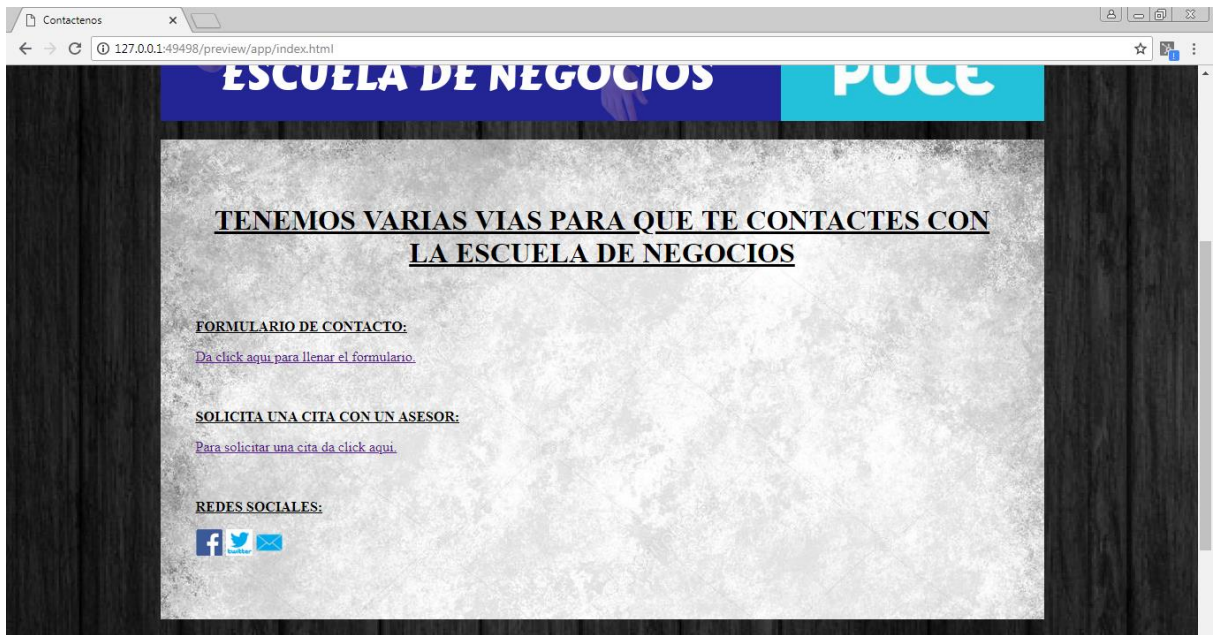 Contactenos
127.0.0.1:49498/preview/app/index.html
ESCUELA DE NEGOCIOS
PUCE
TENEMOS VARIAS VIAS PARA QUE TE CONTACTES CON
LA ESCUELA DE NEGOCIOS
FORMULARIO DE CONTACTO:
Da click aqui para llenar el formulario.
SOLICITA UNA CITA CON UN ASESOR:
Para solicitar una cita da click aqui.
REDES SOCIALES:
f
twitter